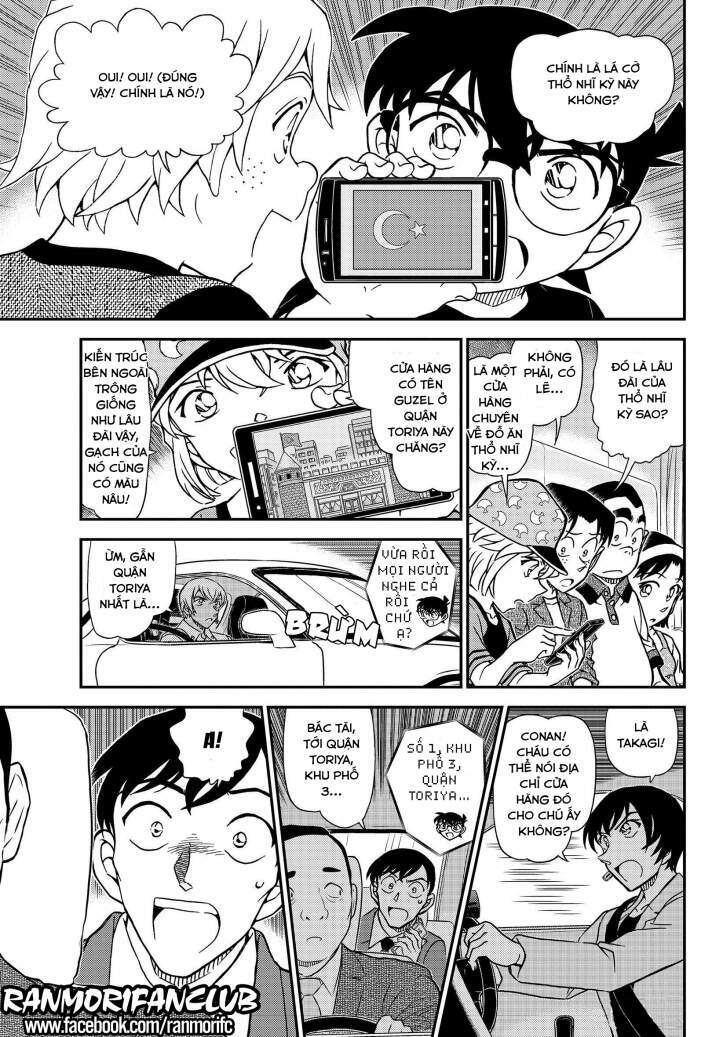 CHÍNH LÀ LÁ CỜ
THỔ NHĨ KỲ NÀY
KHÔNG?
OUI! OUI! (ĐÚNG
VẬY! CHÍNH LÀ NÓ!)
ĐÓ LÀ LÂU
ĐÀI CỦA
THỔ NHĨ
KỲ SAO?
KHÔNG
PHẢI, CÓ
LẼ...
LÀ MỘT
CỬA
HÀNG
CHUYÊN
VỀ ĐỒ ĂN
THỔ NHĨ
KỲ...
CỬA HÀNG
CÓ TÊN
GUZEL Ở
QUẬN
TORIYA NÀY
CHĂNG?
KIẾN TRÚC
BÊN NGOÀI
TRÔNG
GIỐNG
NHƯ LÂU
ĐÀI VẬY,
GẠCH CỦA
NÓ CŨNG
CÓ MÀU
NÂU!
VỪA RỒI
MỌI NGƯỜI
NGHE CẢ
RỒI
CHỨ
Ạ?
BRỪM
ỪM, GẦN
QUẬN
TORIYA
NHẤT LÀ...
LÀ
TAKAGI!
CONAN!
CHÁU CÓ
THỂ NÓI ĐỊA
CHỈ CỬA
HÀNG ĐÓ
CHO CHÚ ẤY
KHÔNG?
SỐ 1, KHU
PHỐ 3,
QUẬN
TORIYA...
BÁC TÀI,
TỚI QUẬN
TORIYA,
KHU PHỐ
3...
A!
RANMORIFANCLUB
www.facebook.com/ranmorifc